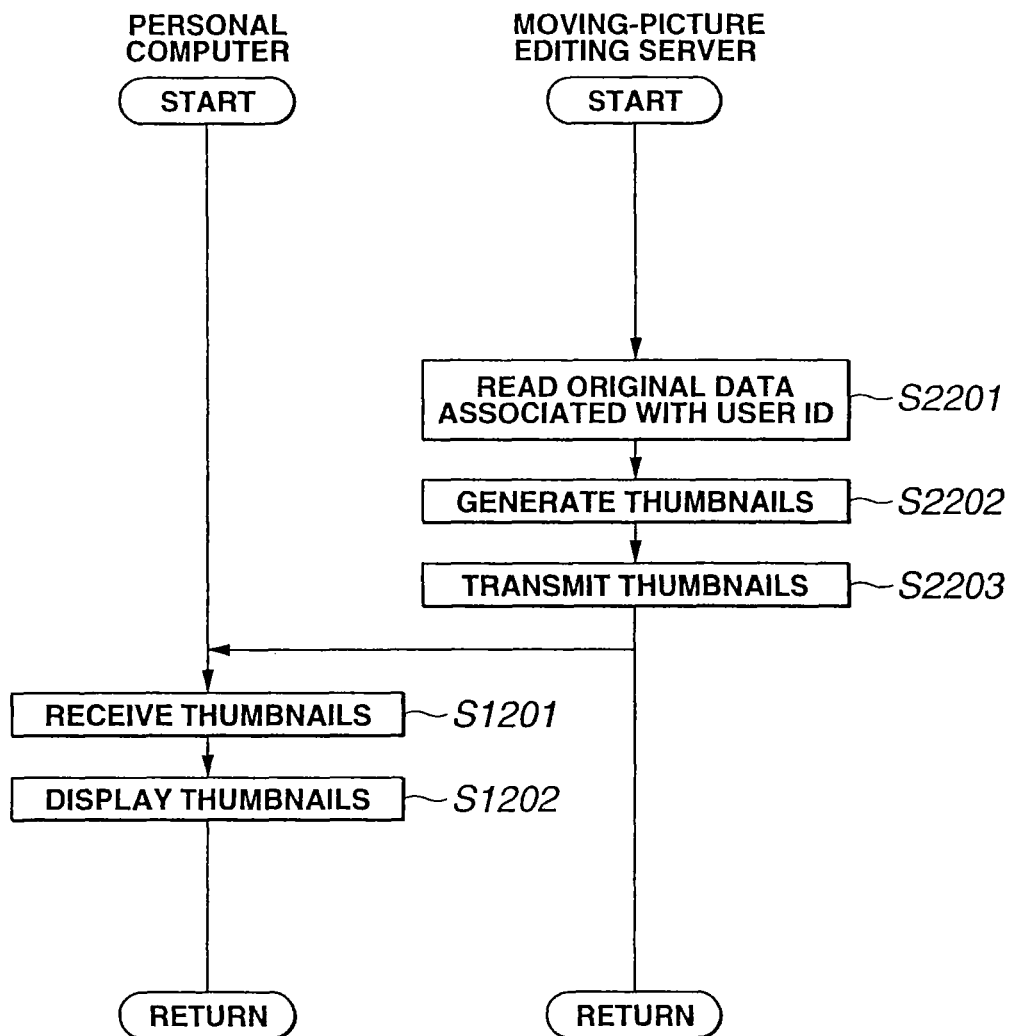 PERSONAL
COMPUTER
MOVING-PICTURE
EDITING SERVER
START
START
READ ORIGINAL DATA
ASSOCIATED WITH USER ID
S2201
GENERATE THUMBNAILS
S2202
TRANSMIT THUMBNAILS
S2203
RECEIVE THUMBNAILS
S1201
DISPLAY THUMBNAILS
S1202
RETURN
RETURN